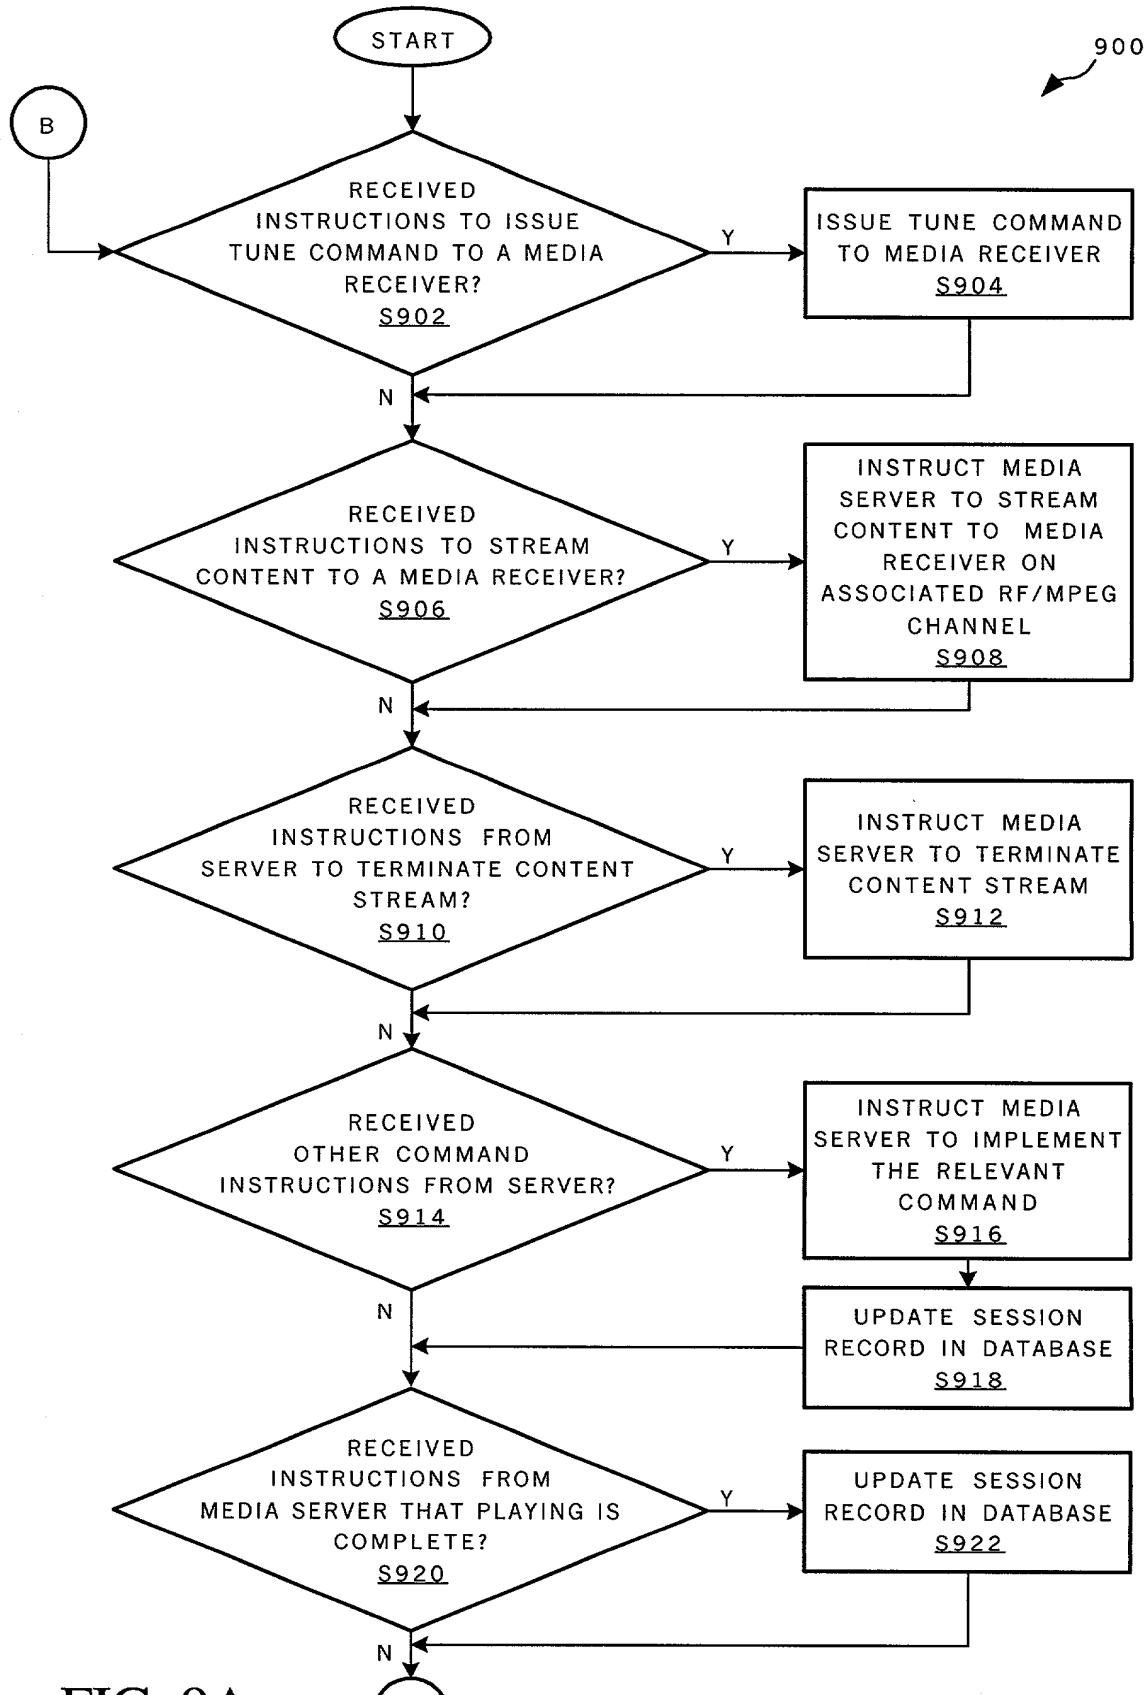 START
900
B
RECEIVED
INSTRUCTIONS TO ISSUE
TUNE COMMAND TO A MEDIA
RECEIVER?
S902
Y
ISSUE TUNE COMMAND
TO MEDIA RECEIVER
S904
N
RECEIVED
INSTRUCTIONS TO STREAM
CONTENT TO A MEDIA RECEIVER?
S906
Y
INSTRUCT MEDIA
SERVER TO STREAM
CONTENT TO MEDIA
RECEIVER ON
ASSOCIATED RF/MPEG
CHANNEL
S908
N
RECEIVED
INSTRUCTIONS FROM
SERVER TO TERMINATE CONTENT
STREAM?
S910
Y
INSTRUCT MEDIA
SERVER TO TERMINATE
CONTENT STREAM
S912
N
RECEIVED
OTHER COMMAND
INSTRUCTIONS FROM SERVER?
S914
Y
INSTRUCT MEDIA
SERVER TO IMPLEMENT
THE RELEVANT
COMMAND
S916
N
UPDATE SESSION
RECORD IN DATABASE
S918
RECEIVED
INSTRUCTIONS FROM
MEDIA SERVER THAT PLAYING IS
COMPLETE?
S920
Y
UPDATE SESSION
RECORD IN DATABASE
S922
N
FIG. 9A